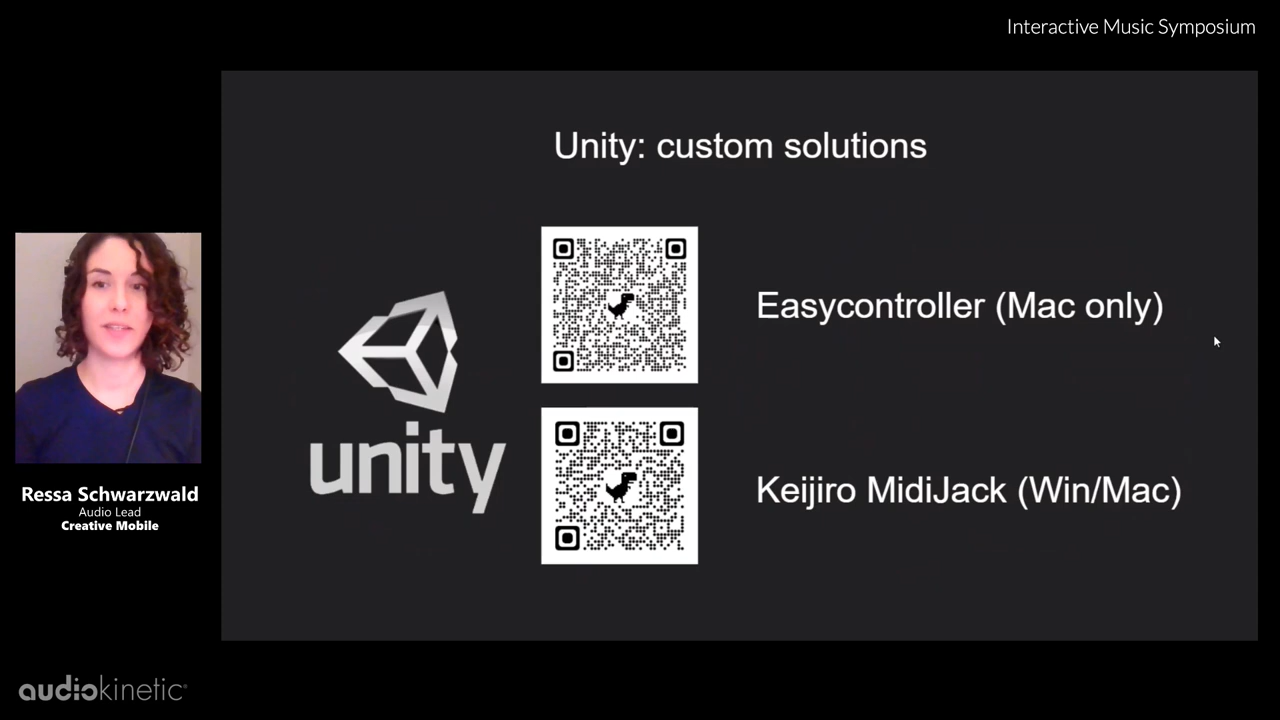 Interactive Music Symposium
Unity: custom solutions
Easycontroller (Mac only)
unity
Keijiro MidiJack (Win/Mac)
Ressa Schwarzwald
Audio Lead
Creative Mobile
audiokinetic